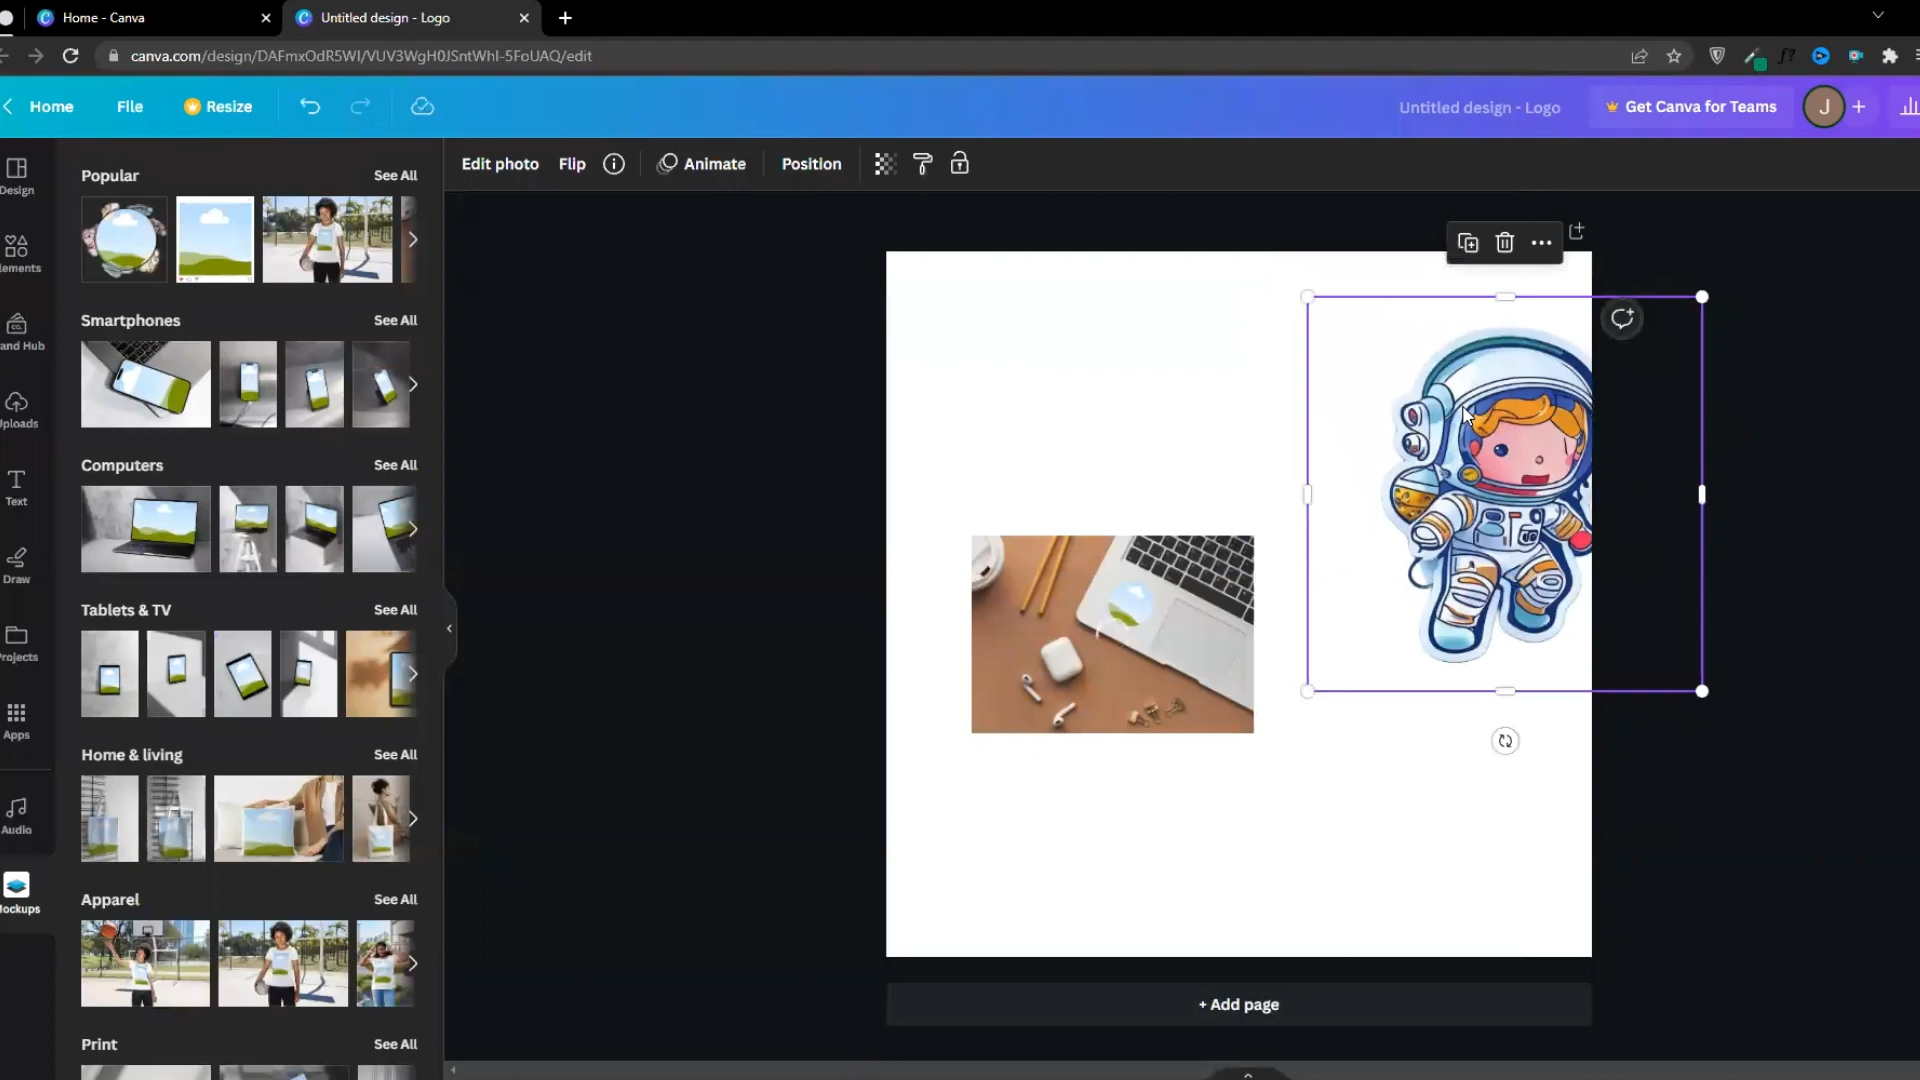 Home - Canva
Untitled design - Logo
canva.com/design/DAFmxOdR5WI/VUV3WgH0JSntWhI-5FoUAQ/edit
Home
File
Resize
Untitled design - Logo
Get Canva for Teams
J
Design
lements
rand Hub
ploads
Text
Draw
rojects
Apps
Audio
ockups
Popular
See All
Smartphones
See All
Computers
See All
Tablets & TV
See All
Home & living
See All
Apparel
See All
Print
See All
Edit photo
Flip
Animate
Position
+ Add page